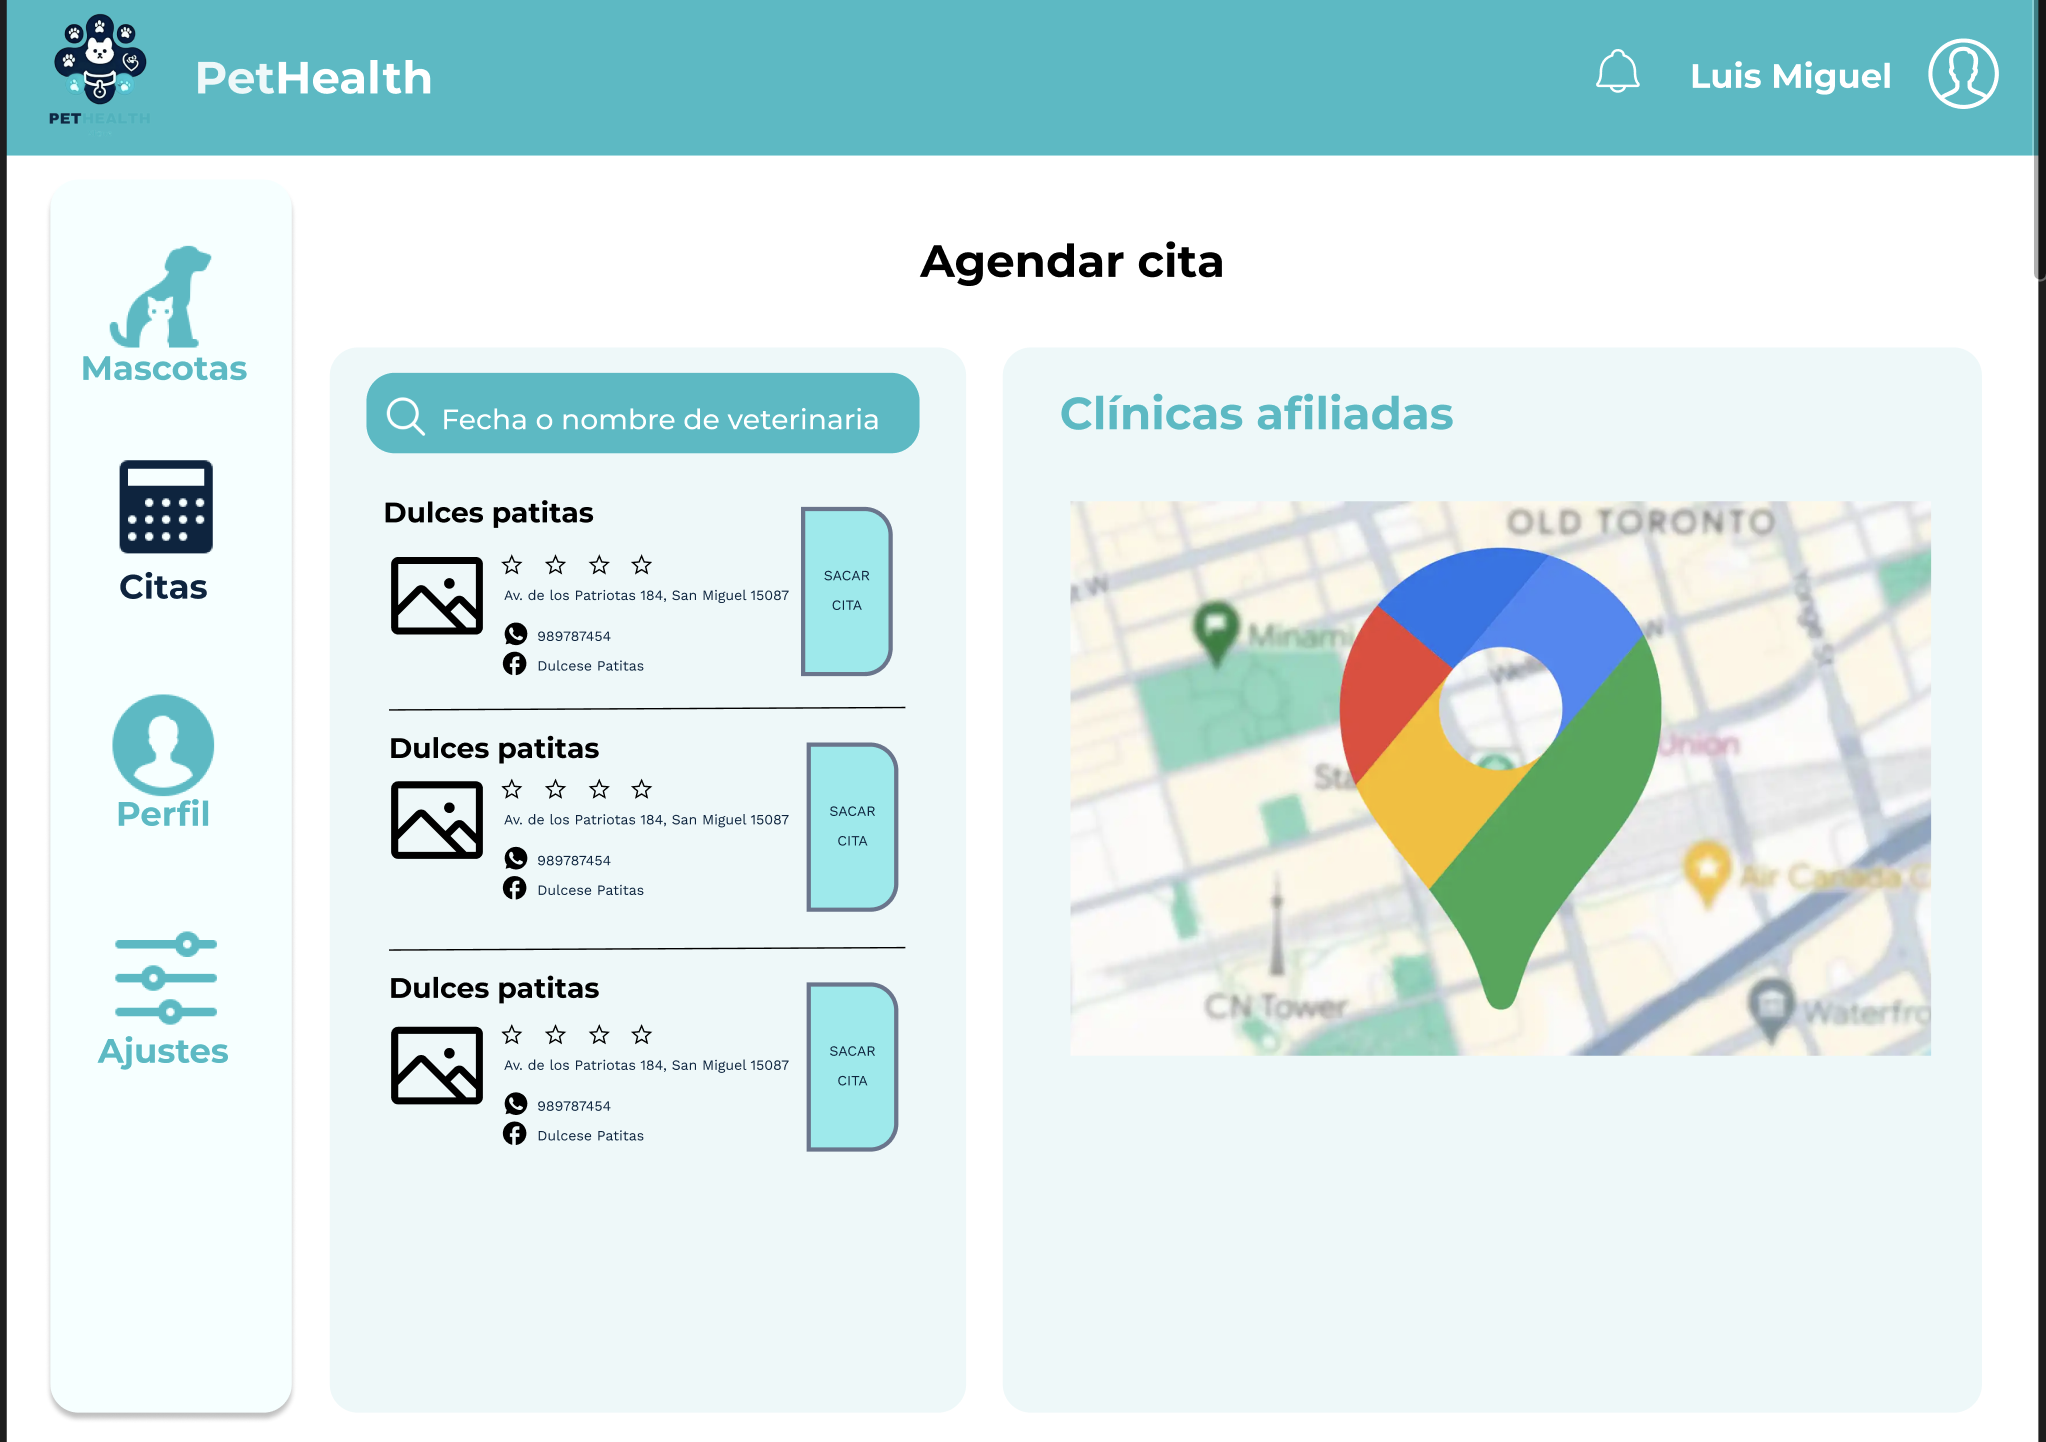 PETHEALTH
PetHealth
Luis Miguel
Mascotas
Citas
Perfil
Ajustes
Agendar cita
Fecha o nombre de veterinaria
Dulces patitas
Av. de los Patriotas 184, San Miguel 15087
989787454
Dulcese Patitas
SACAR
CITA
Dulces patitas
Av. de los Patriotas 184, San Miguel 15087
989787454
Dulcese Patitas
SACAR
CITA
Dulces patitas
Av. de los Patriotas 184, San Miguel 15087
989787454
Dulcese Patitas
SACAR
CITA
Clínicas afiliadas
OLD TORONTO
t W
Yonge St
Minami
W
Well
Union
Sta
Air Canada C
CN Tower
Waterfro